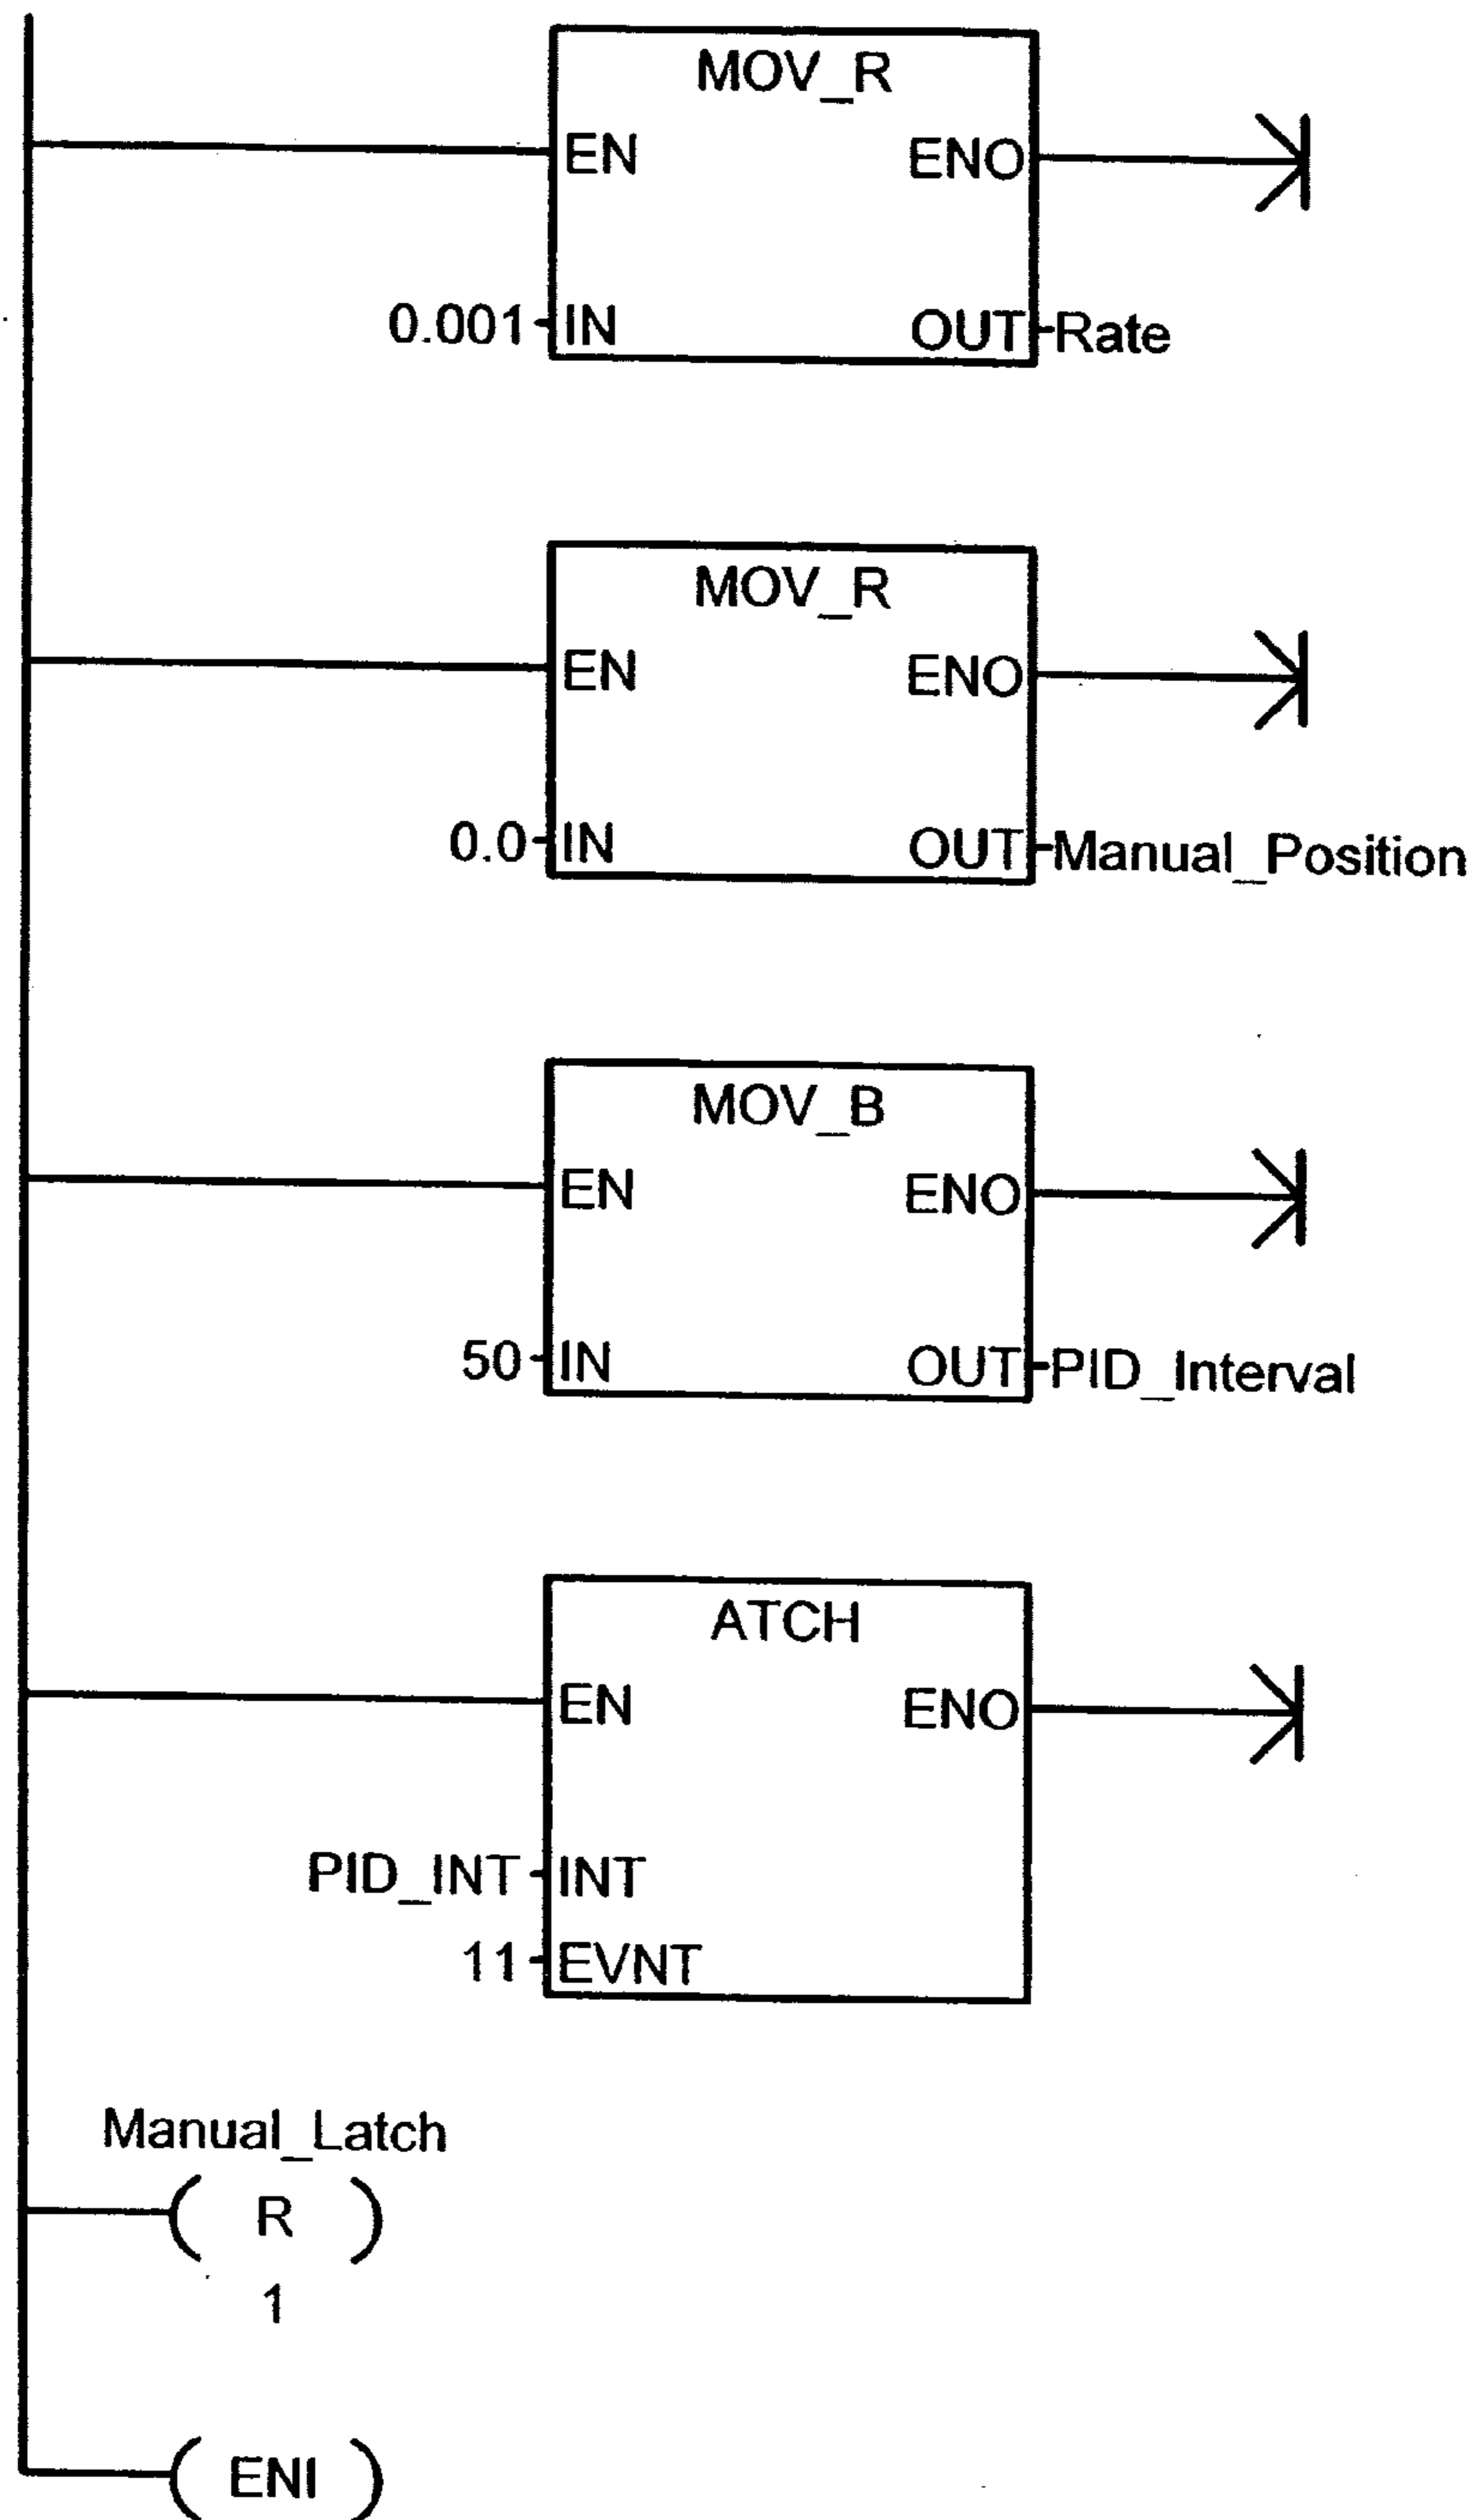 MOV_R
EN ENO
0.001 IN OUT Rate
MOV_R
EN ENO
0.0 IN OUT Manual_Position
MOV_B
EN ENO
50 IN OUT PID_Interval
ATCH
EN ENO
PID_INT INT
11 EVNT
Manual_Latch
R
1
ENI